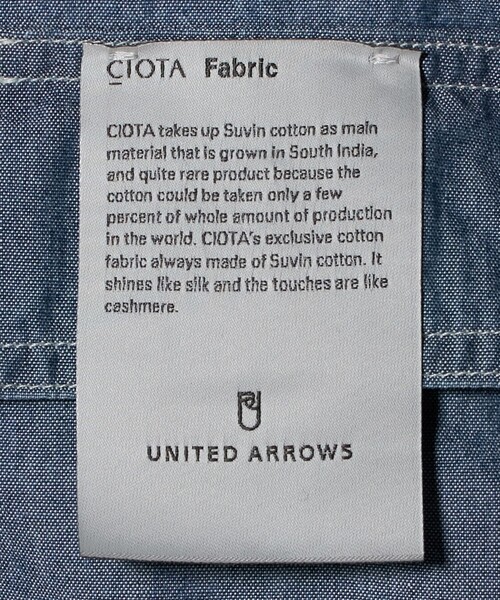 CIOTA Fabric
CIOTA takes up Suvin cotton as main
material that is grown in South India,
and quite rare product because the
cotton could be taken only a few
percent of whole amount of production
in the world. CIOTA's exclusive cotton
fabric always made of Suvin cotton. It
shines like silk and the touches are like
cashmere.
UNITED ARROWS